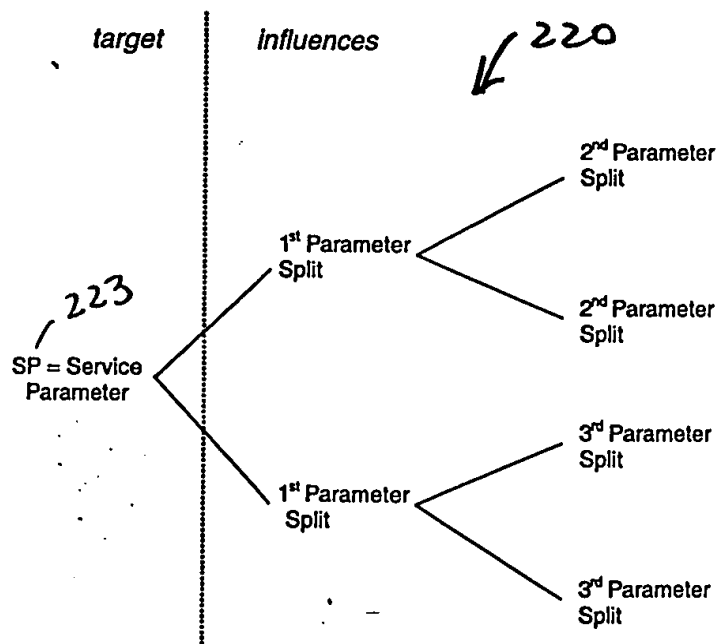 target
influences
220
2nd Parameter
Split
1st Parameter
Split
2nd Parameter
Split
223
SP = Service
Parameter
3rd Parameter
Split
1st Parameter
Split
3rd Parameter
Split